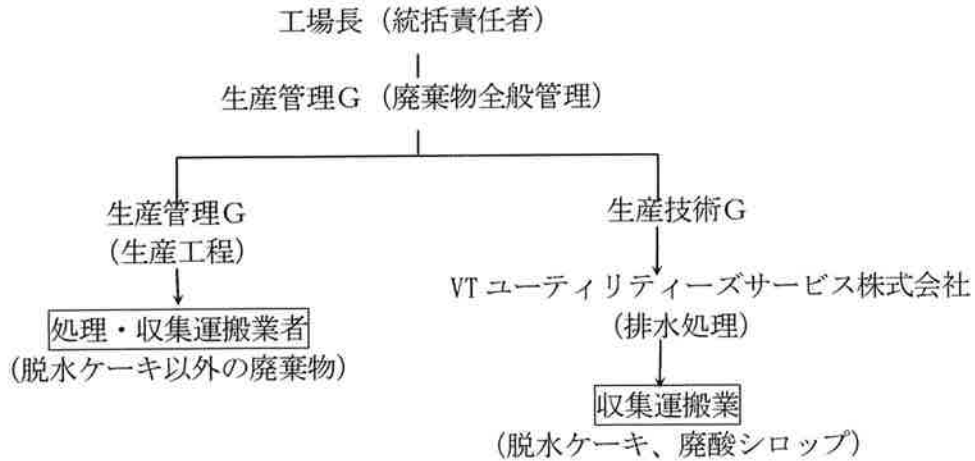 工場長（統括責任者）
生産管理G（廃棄物全般管理）
生産管理G
(生産工程)
処理・収集運搬業者
(脱水ケーキ以外の廃棄物)
生産技術G
VTユーティリティーズサービス株式会社
(排水処理)
収集運搬業
(脱水ケーキ、廃酸シロップ)